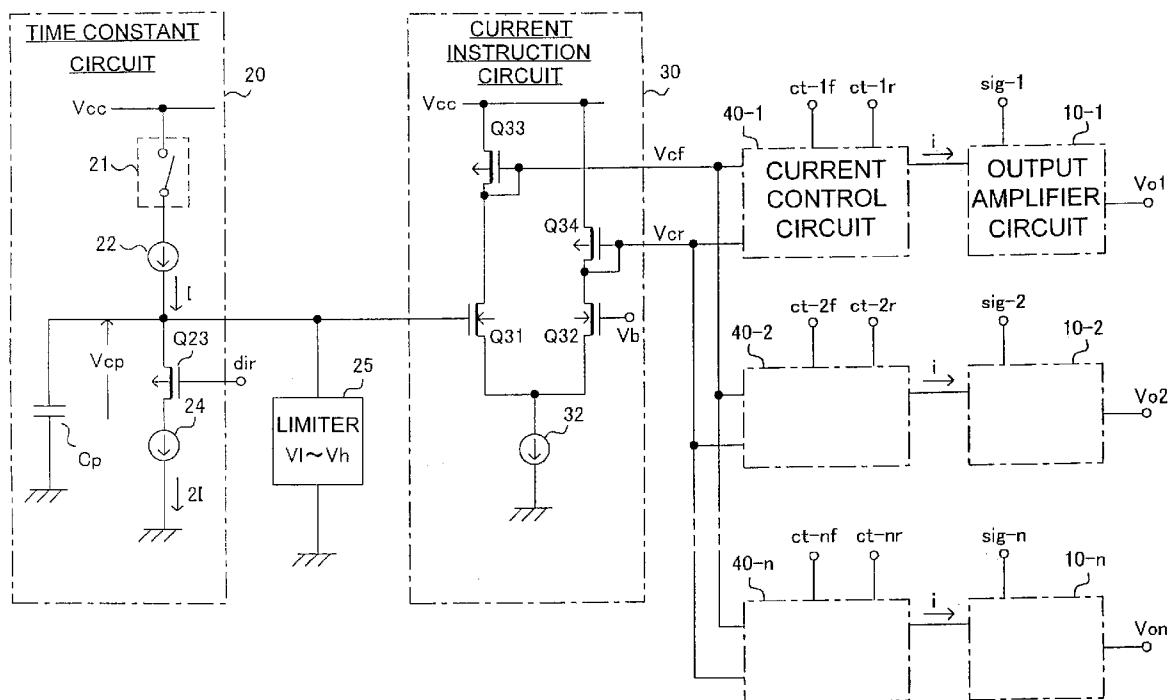 TIME CONSTANT
CIRCUIT
20
Vcc
21
22
I
Vcp
Q23
dir
24
Cp
2I
25
LIMITER
Vl~Vh
CURRENT
INSTRUCTION
CIRCUIT
30
Vcc
Q33
Q34
Q31
Q32
Vb
32
Vcf
Vcr
ct-1f
ct-1r
sig-1
40-1
10-1
CURRENT
CONTROL
CIRCUIT
i
OUTPUT
AMPLIFIER
CIRCUIT
Vo1
ct-2f
ct-2r
sig-2
40-2
10-2
i
Vo2
ct-nf
ct-nr
sig-n
40-n
10-n
i
Von